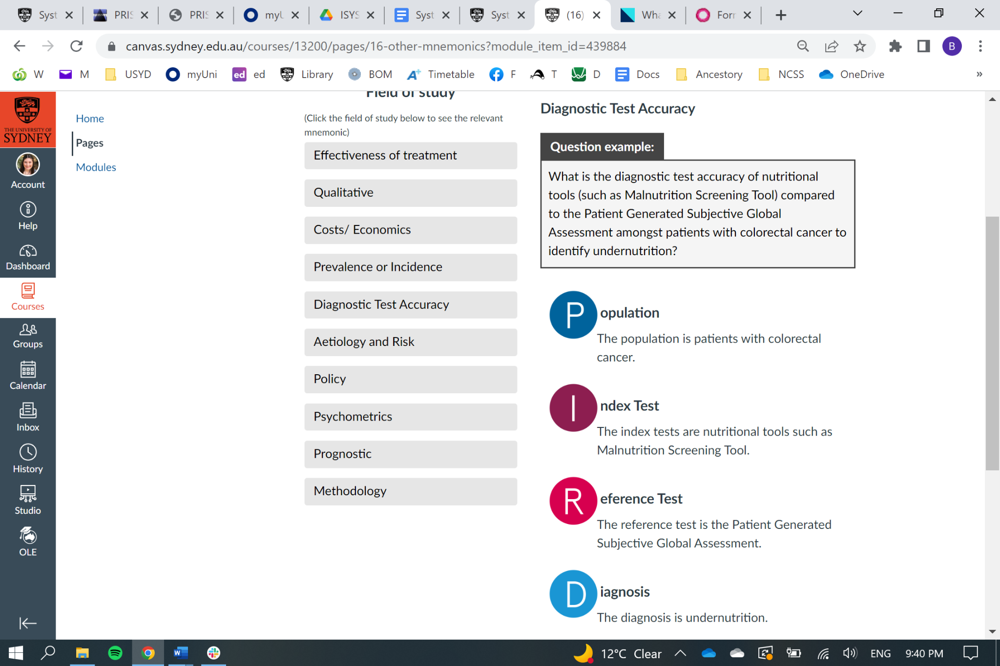 Syst
PRIS
PRIS
myU
ISYS
Syst
Syst
(16)
Wha
Forr
canvas.sydney.edu.au/courses/13200/pages/16-other-mnemonics?module_item_id=439884
B
W
M
USYD
myUni
ed ed
Library
BOM
A+ Timetable
F
T
D
Docs
Ancestory
NCSS
OneDrive
»
THE UNIVERSITY OF
SYDNEY
Account
Help
Dashboard
Courses
Groups
Calendar
Inbox
History
Studio
OLE
Home
Pages
Modules
Field of study
(Click the field of study below to see the relevant
mnemonic)
Effectiveness of treatment
Qualitative
Costs/ Economics
Prevalence or Incidence
Diagnostic Test Accuracy
Aetiology and Risk
Policy
Psychometrics
Prognostic
Methodology
Diagnostic Test Accuracy
Question example:
What is the diagnostic test accuracy of nutritional
tools (such as Malnutrition Screening Tool) compared
to the Patient Generated Subjective Global
Assessment amongst patients with colorectal cancer to
identify undernutrition?
Population
The population is patients with colorectal
cancer.
Index Test
The index tests are nutritional tools such as
Malnutrition Screening Tool.
Reference Test
The reference test is the Patient Generated
Subjective Global Assessment.
Diagnosis
The diagnosis is undernutrition.
W
12°C Clear
ENG
9:40 PM